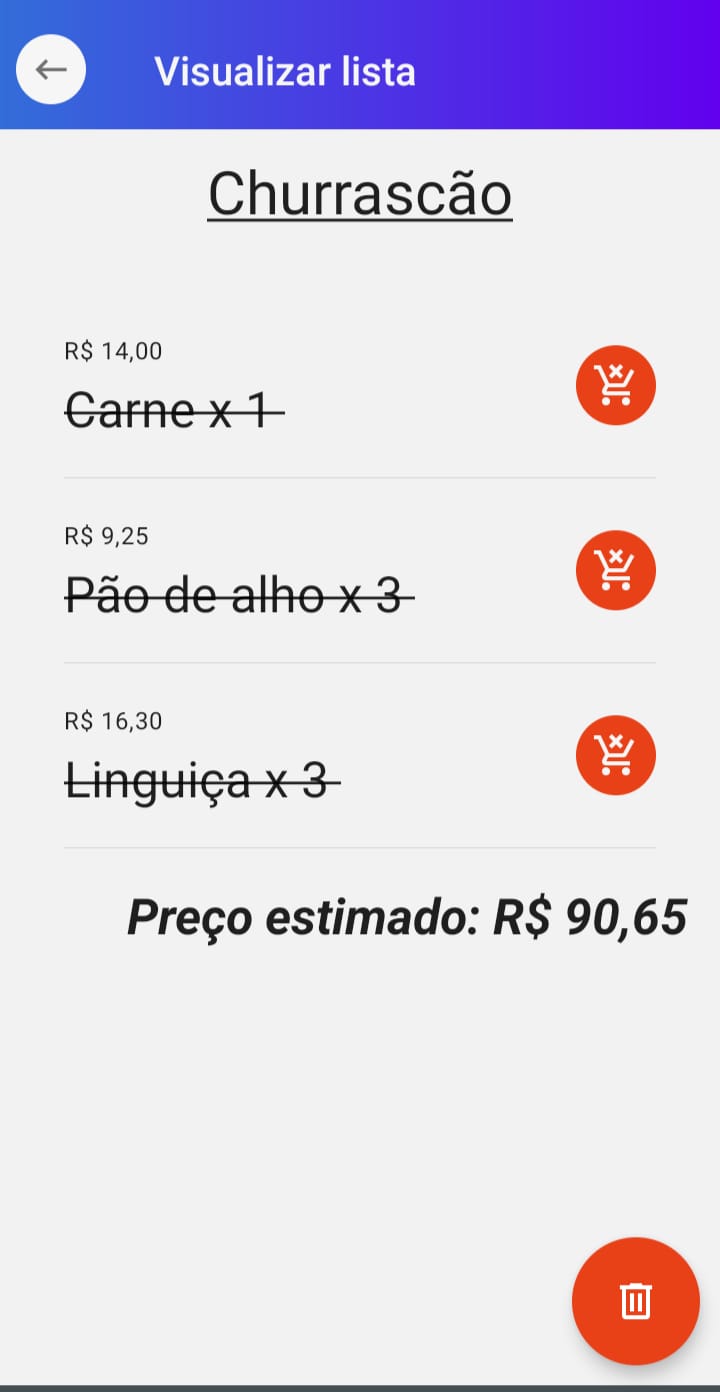 Visualizar lista
Churrascão
R$ 14,00
Carne x 1
R$ 9,25
Pão de alho x 3
R$ 16,30
Linguiça x 3
Preço estimado: R$ 90,65